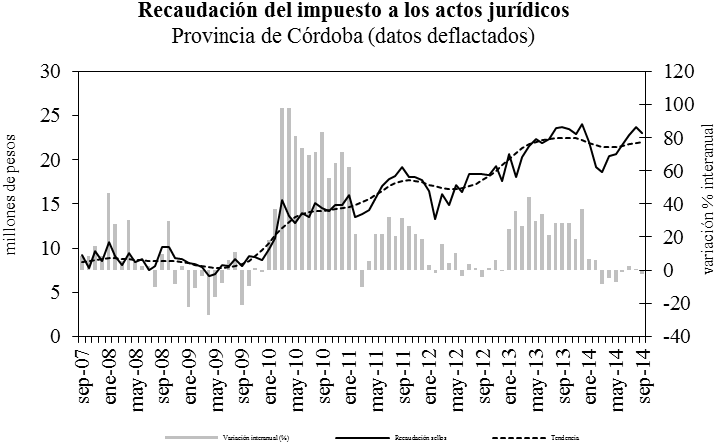 Recaudación del impuesto a los actos jurídicos
Provincia de Córdoba (datos deflactados)
millones de pesos
30
25
20
15
10
5
0
variación % interanual
120
100
80
60
40
20
0
-20
-40
sep-07
ene-08
may-08
sep-08
ene-09
may-09
sep-09
ene-10
may-10
sep-10
ene-11
may-11
sep-11
ene-12
may-12
sep-12
ene-13
may-13
sep-13
ene-14
may-14
sep-14
Variación interanual (%)
Recaudación sellos
Tendencia